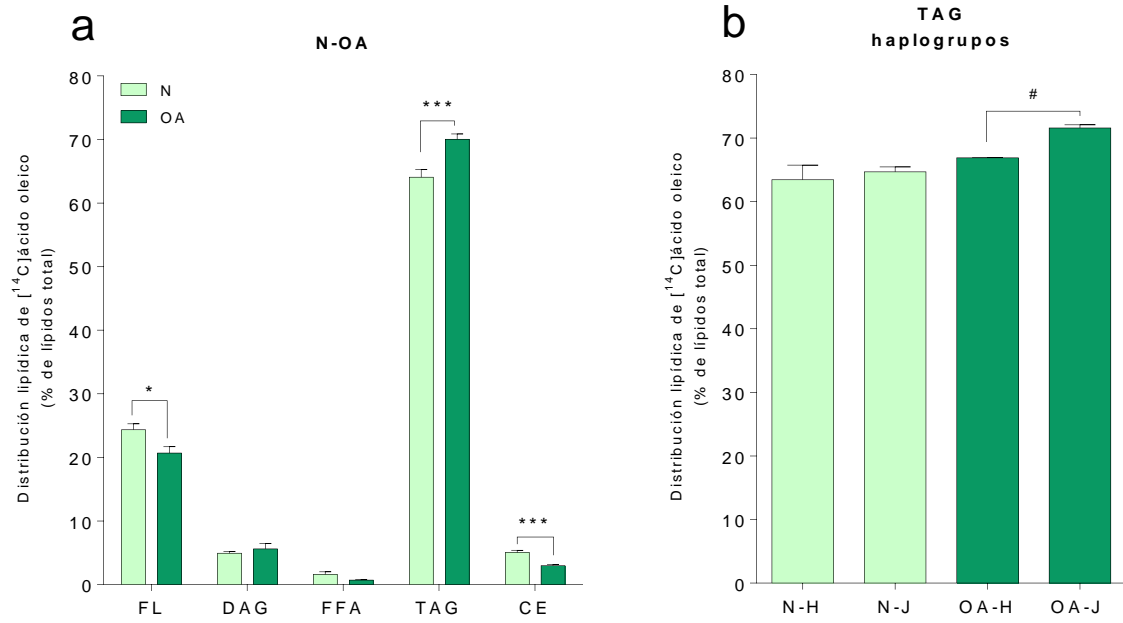 a
N-OA
Distribución lipídica de [¹⁴C]ácido oleico
(% de lípidos total)
80
70
60
50
40
30
20
10
0
N
OA
*
***
***
FL DAG FFA TAG CE
b
TAG
haplogrupos
Distribución lipídica de [¹⁴C]ácido oleico
(% de lípidos total)
80
70
60
50
40
30
20
10
0
#
N-H N-J OA-H OA-J